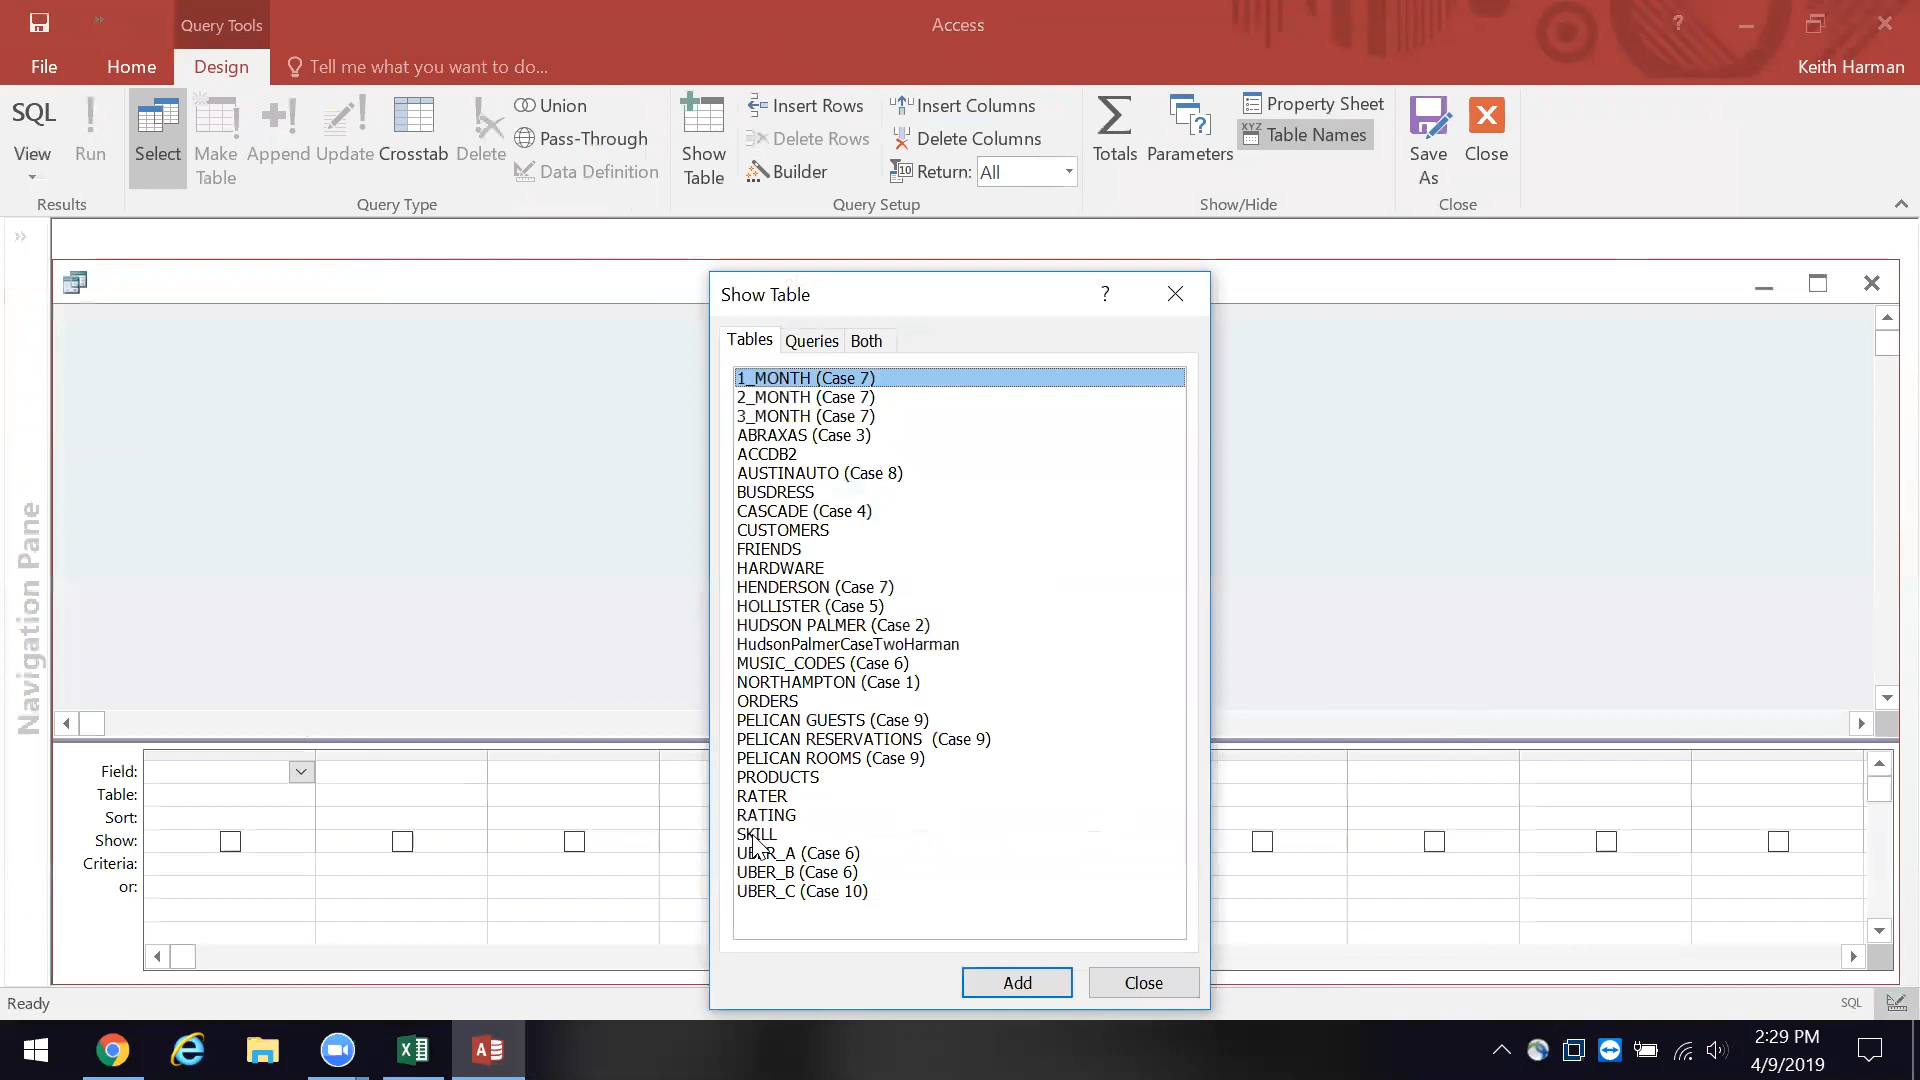 Query Tools
Access
?
File
Home
Design
Tell me what you want to do...
Keith Harman
SQL
View
Run
Select
Make
Table
Append
Update
Crosstab
Delete
Union
Pass-Through
Data Definition
Show
Table
Insert Rows
Delete Rows
Builder
Insert Columns
Delete Columns
Return: All
Totals
Parameters
Property Sheet
Table Names
Save
As
Close
Results
Query Type
Query Setup
Show/Hide
Close
Navigation Pane
Show Table
?
Tables
Queries
Both
1_MONTH (Case 7)
2_MONTH (Case 7)
3_MONTH (Case 7)
ABRAXAS (Case 3)
ACCDB2
AUSTINAUTO (Case 8)
BUSDRESS
CASCADE (Case 4)
CUSTOMERS
FRIENDS
HARDWARE
HENDERSON (Case 7)
HOLLISTER (Case 5)
HUDSON PALMER (Case 2)
HudsonPalmerCaseTwoHarman
MUSIC_CODES (Case 6)
NORTHAMPTON (Case 1)
ORDERS
PELICAN GUESTS (Case 9)
PELICAN RESERVATIONS (Case 9)
PELICAN ROOMS (Case 9)
PRODUCTS
RATER
RATING
SKILL
UBER_A (Case 6)
UBER_B (Case 6)
UBER_C (Case 10)
Add
Close
Field:
Table:
Sort:
Show:
Criteria:
or:
Ready
SQL
2:29 PM
4/9/2019